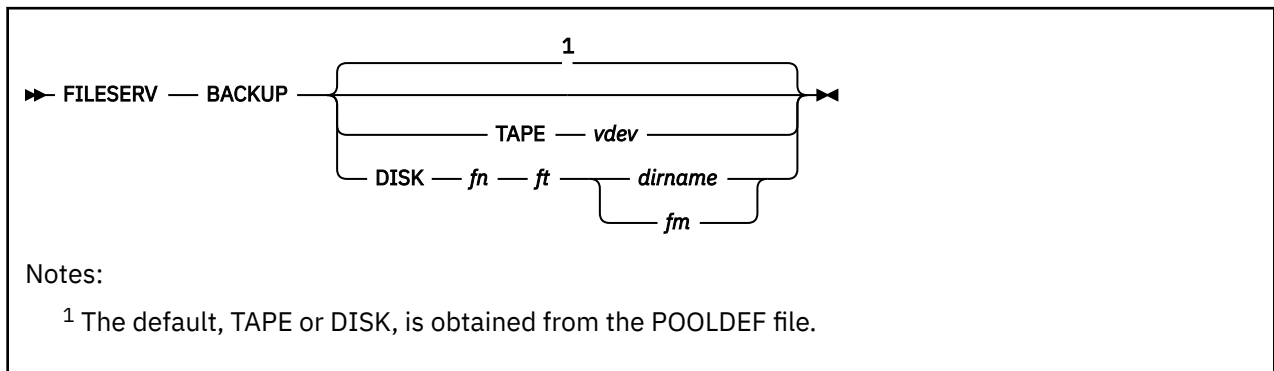 1
FILESERV BACKUP
TAPE vdev
DISK fn ft dirname
fm
Notes:
1 The default, TAPE or DISK, is obtained from the POOLDEF file.